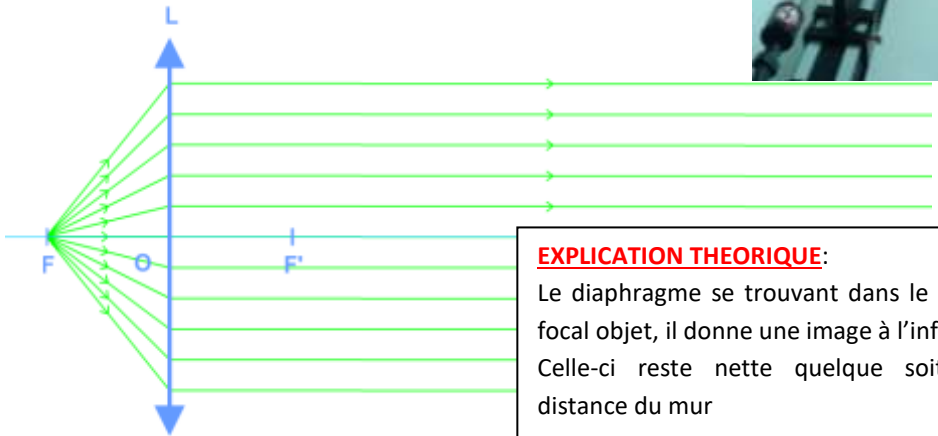 L
F
O
F'
EXPLICATION THEORIQUE:
Le diaphragme se trouvant dans le
focal objet, il donne une image à l'inf
Celle-ci reste nette quelque soit
distance du mur